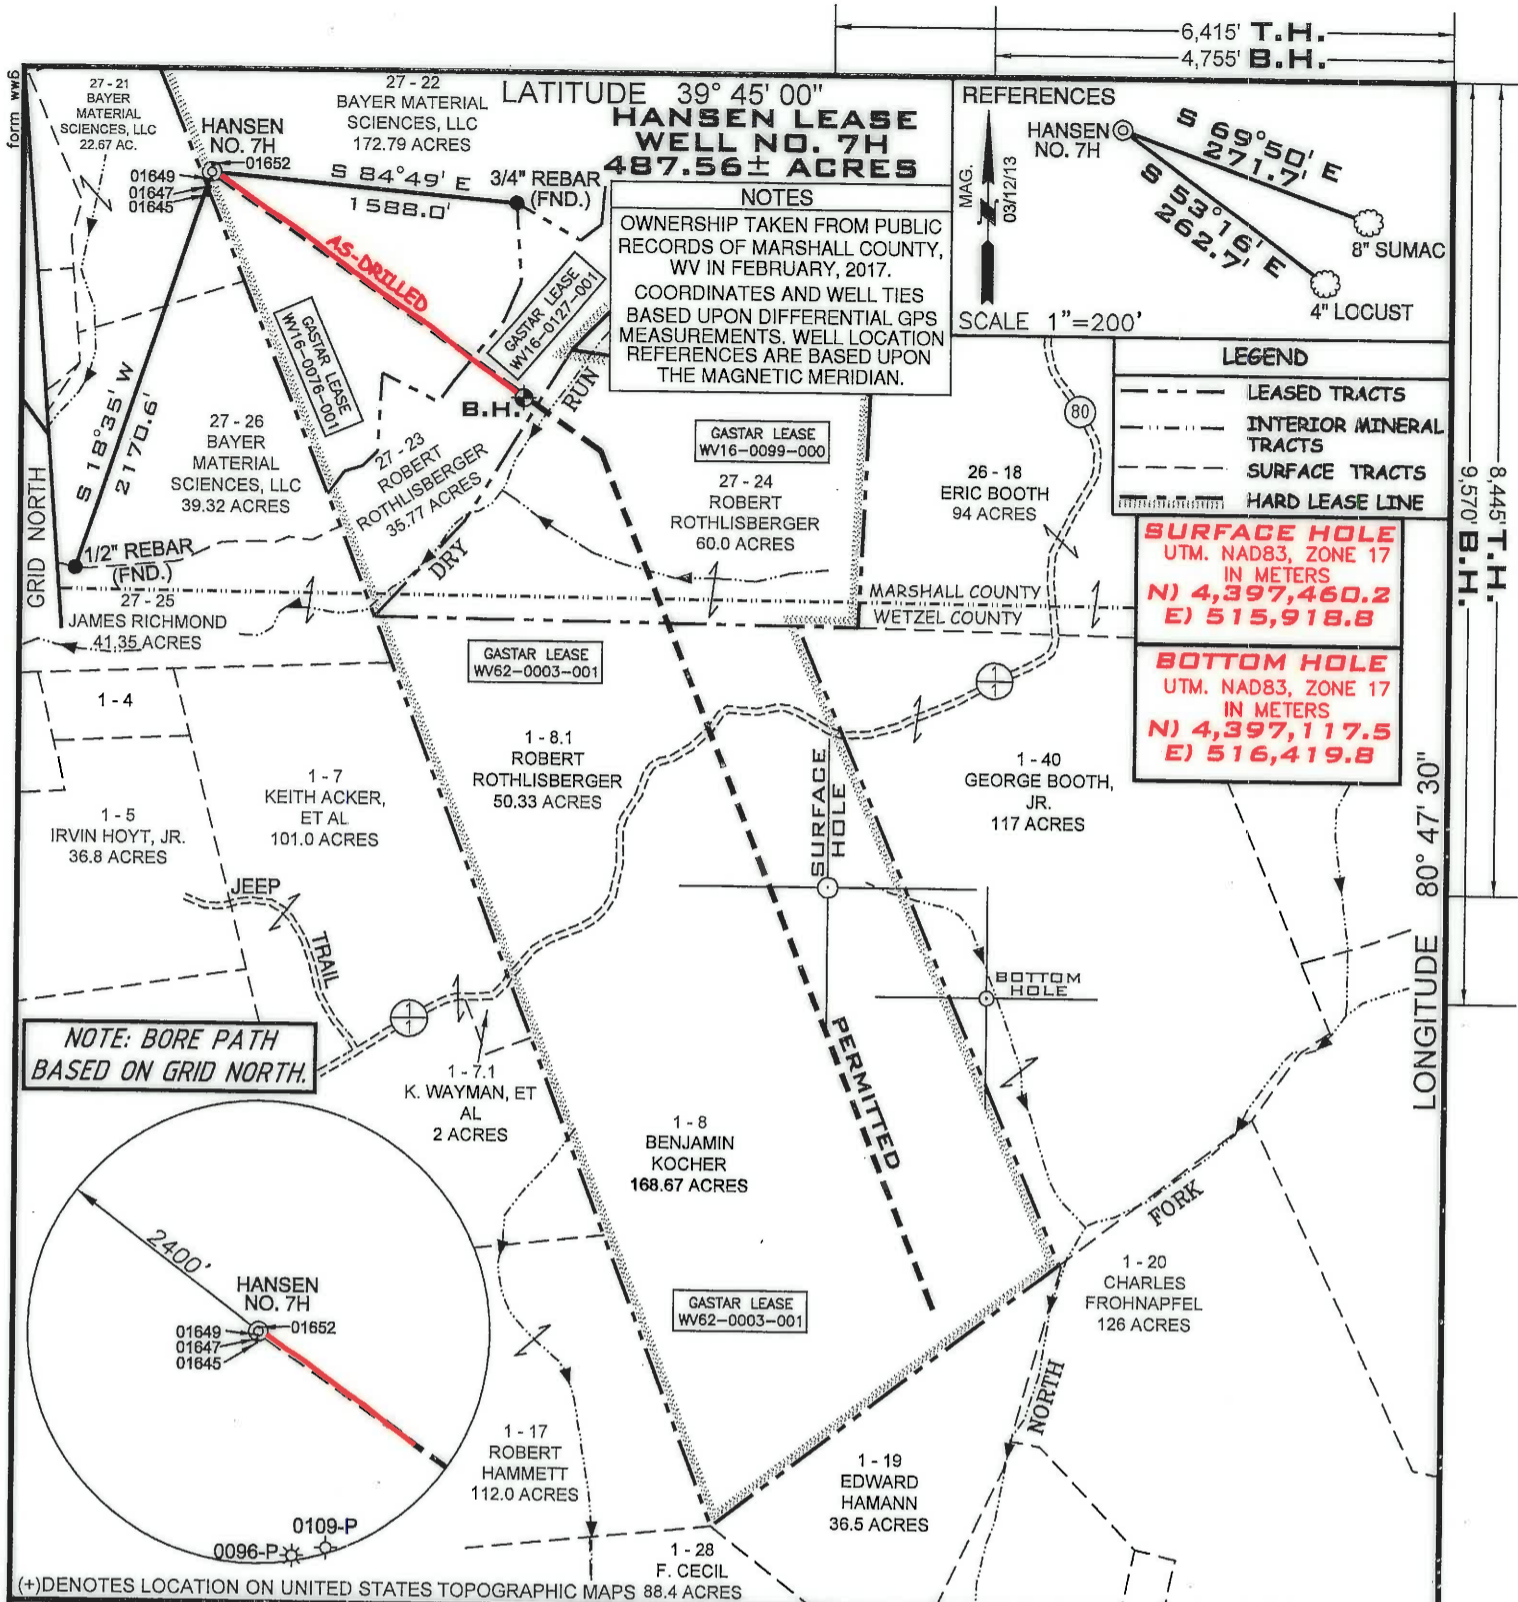 6,415' T.H.
4,755' B.H.
form ww6
LATITUDE 39° 45' 00"
HANSEN LEASE
WELL NO. 7H
487.56± ACRES
27 - 21
BAYER
MATERIAL
SCIENCES, LLC
22.67 AC.
27 - 22
BAYER MATERIAL
SCIENCES, LLC
172.79 ACRES
HANSEN
NO. 7H
01652
01649
01647
01645
S 84°49' E
1588.0'
3/4" REBAR
(FND.)
AS-DRILLED
S 18°35' W
2170.6'
NOTES
OWNERSHIP TAKEN FROM PUBLIC
RECORDS OF MARSHALL COUNTY,
WV IN FEBRUARY, 2017.
COORDINATES AND WELL TIES
BASED UPON DIFFERENTIAL GPS
MEASUREMENTS. WELL LOCATION
REFERENCES ARE BASED UPON
THE MAGNETIC MERIDIAN.
REFERENCES
MAG.
N
03/12/13
HANSEN
NO. 7H
S 69°50' E
271.7'
S 53°16' E
262.7'
8" SUMAC
4" LOCUST
SCALE 1"=200'
LEGEND
LEASED TRACTS
INTERIOR MINERAL
TRACTS
SURFACE TRACTS
HARD LEASE LINE
8,445' T.H.
9,570' B.H.
SURFACE HOLE
UTM. NAD83, ZONE 17
IN METERS
N) 4,397,460.2
E) 515,918.8
BOTTOM HOLE
UTM. NAD83, ZONE 17
IN METERS
N) 4,397,117.5
E) 516,419.8
LONGITUDE 80° 47' 30"
GASTAR LEASE
WV16-0076-001
GASTAR LEASE
WV16-0127-001
B.H.
DRY
RUN
80
GASTAR LEASE
WV16-0099-000
27 - 26
BAYER
MATERIAL
SCIENCES, LLC
39.32 ACRES
27 - 23
ROBERT
ROTHLISBERGER
35.77 ACRES
27 - 24
ROBERT
ROTHLISBERGER
60.0 ACRES
26 - 18
ERIC BOOTH
94 ACRES
GRID NORTH
1/2" REBAR
(FND.)
27 - 25
JAMES RICHMOND
41.35 ACRES
MARSHALL COUNTY
WETZEL COUNTY
GASTAR LEASE
WV62-0003-001
1
1
1 - 4
1 - 5
IRVIN HOYT, JR.
36.8 ACRES
1 - 7
KEITH ACKER,
ET AL
101.0 ACRES
1 - 8.1
ROBERT
ROTHLISBERGER
50.33 ACRES
1 - 40
GEORGE BOOTH,
JR.
117 ACRES
SURFACE
HOLE
BOTTOM
HOLE
JEEP
TRAIL
1
1
NOTE: BORE PATH
BASED ON GRID NORTH.
1 - 7.1
K. WAYMAN, ET
AL
2 ACRES
PERMITTED
1 - 8
BENJAMIN
KOCHER
168.67 ACRES
GASTAR LEASE
WV62-0003-001
NORTH
FORK
1 - 20
CHARLES
FROHNAPFEL
126 ACRES
2400'
HANSEN
NO. 7H
01652
01649
01647
01645
0109-P
0096-P
1 - 17
ROBERT
HAMMETT
112.0 ACRES
1 - 19
EDWARD
HAMANN
36.5 ACRES
1 - 28
F. CECIL
88.4 ACRES
(+)DENOTES LOCATION ON UNITED STATES TOPOGRAPHIC MAPS